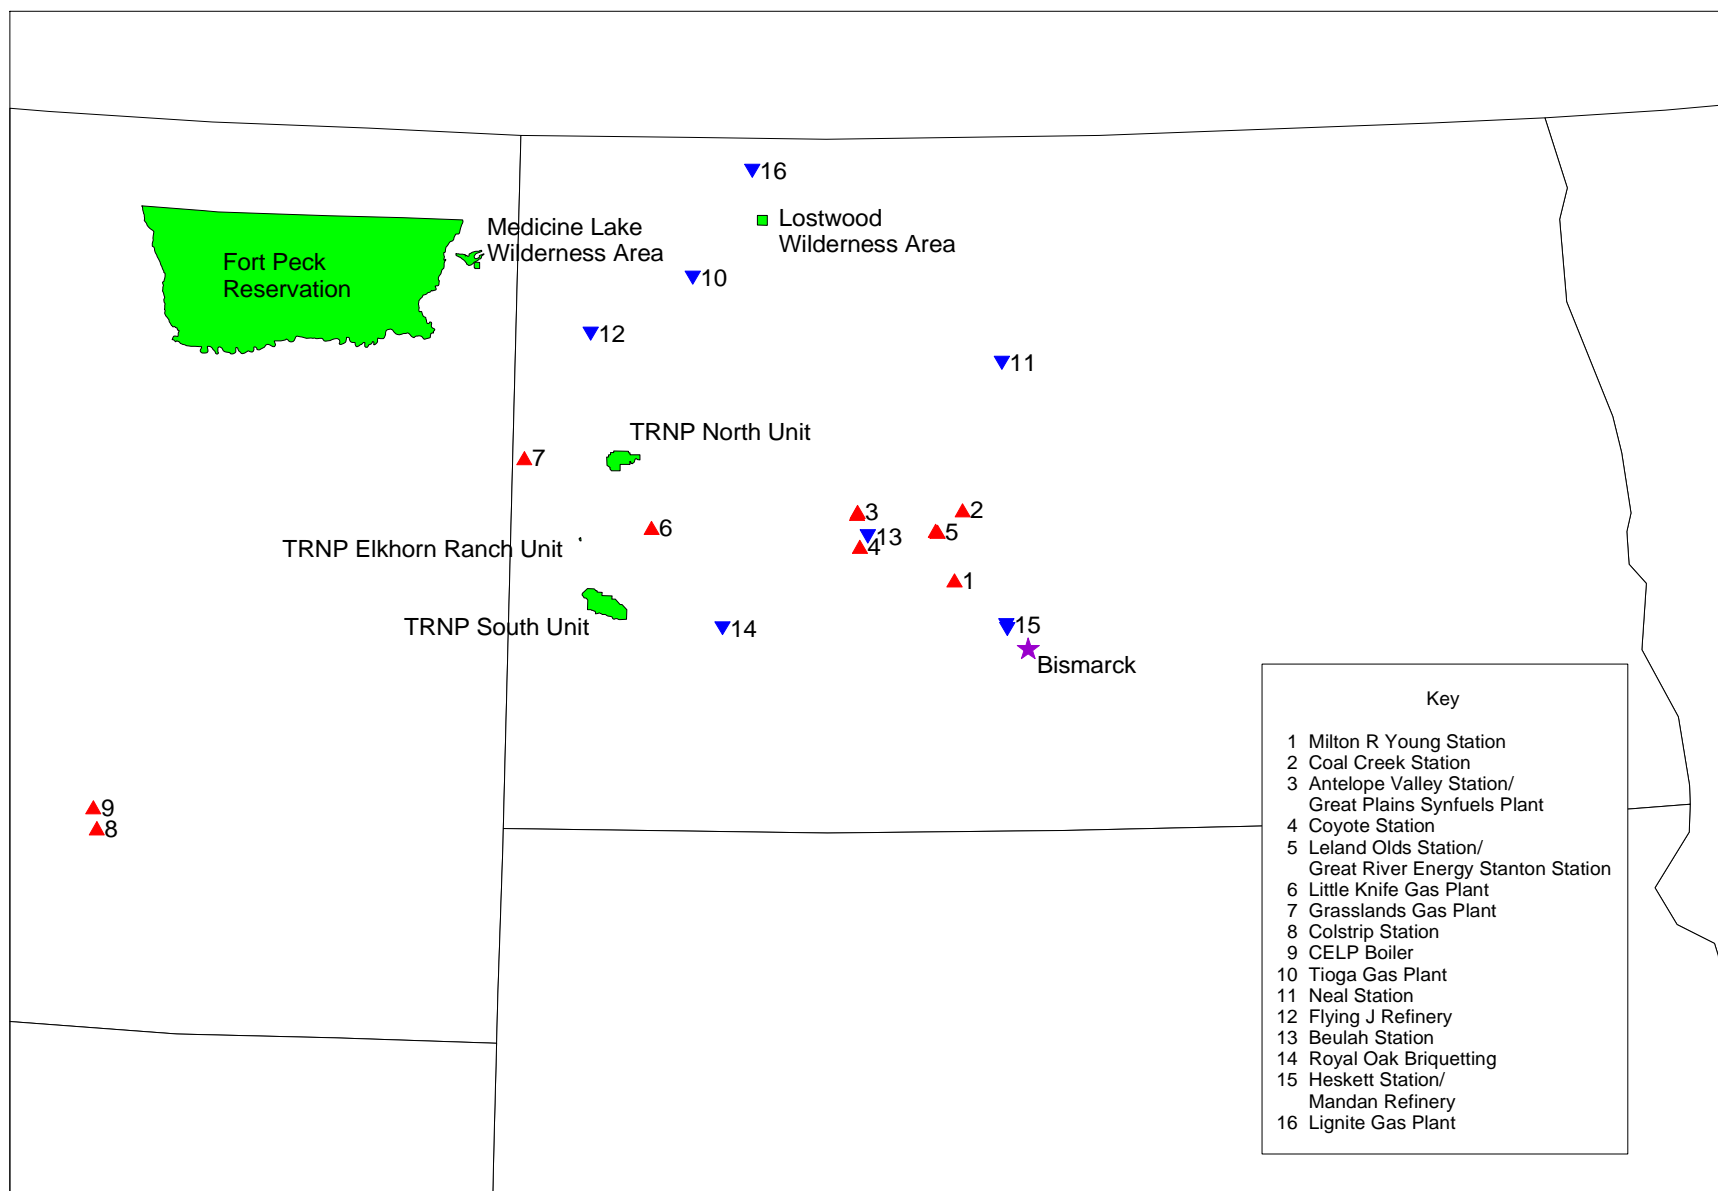 16
Lostwood
Wilderness Area
Medicine Lake
Wilderness Area
Fort Peck
Reservation
10
12
11
TRNP North Unit
7
3
2
6
13
5
TRNP Elkhorn Ranch Unit
4
1
TRNP South Unit
14
15
Bismarck
9
8
Key
1 Milton R Young Station
2 Coal Creek Station
3 Antelope Valley Station/
Great Plains Synfuels Plant
4 Coyote Station
5 Leland Olds Station/
Great River Energy Stanton Station
6 Little Knife Gas Plant
7 Grasslands Gas Plant
8 Colstrip Station
9 CELP Boiler
10 Tioga Gas Plant
11 Neal Station
12 Flying J Refinery
13 Beulah Station
14 Royal Oak Briquetting
15 Heskett Station/
Mandan Refinery
16 Lignite Gas Plant